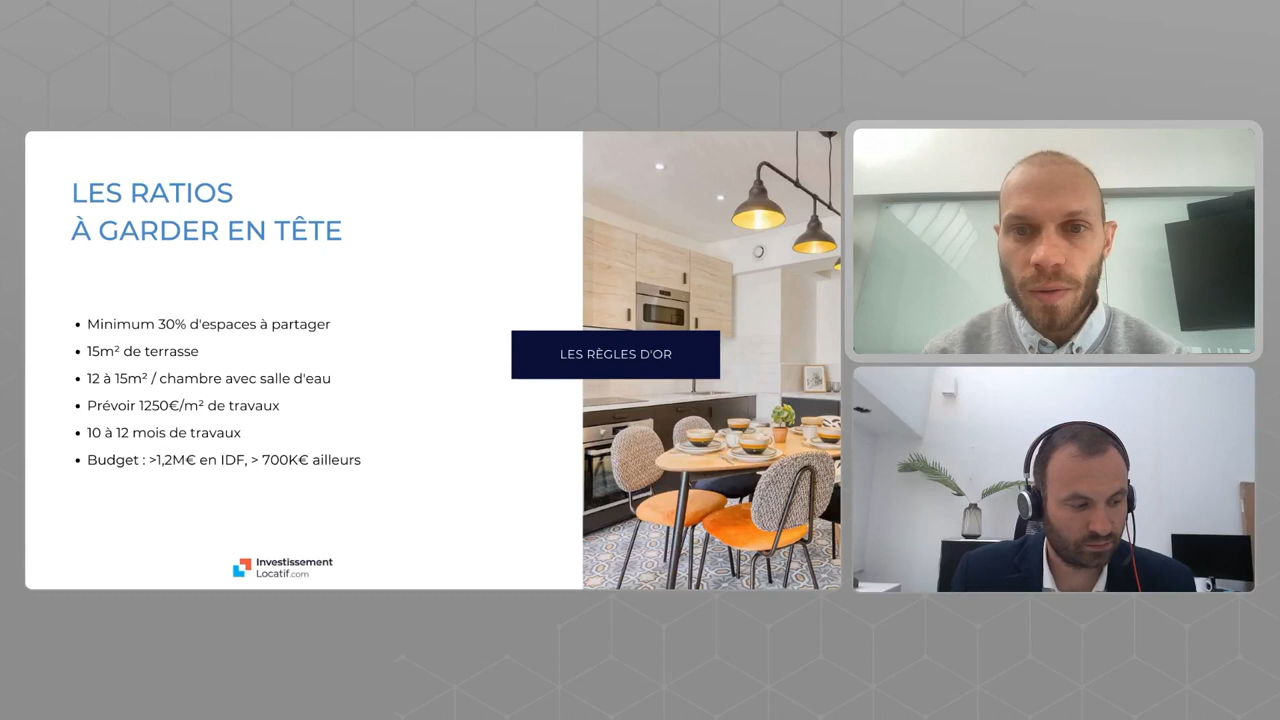 LES RATIOS
À GARDER EN TÊTE
• Minimum 30% d'espaces à partager
• 15m² de terrasse
• 12 à 15m² / chambre avec salle d'eau
• Prévoir 1250€/m² de travaux
• 10 à 12 mois de travaux
• Budget : >1,2M€ en IDF, > 700K€ ailleurs
LES RÈGLES D'OR
Investissement
Locatif.com